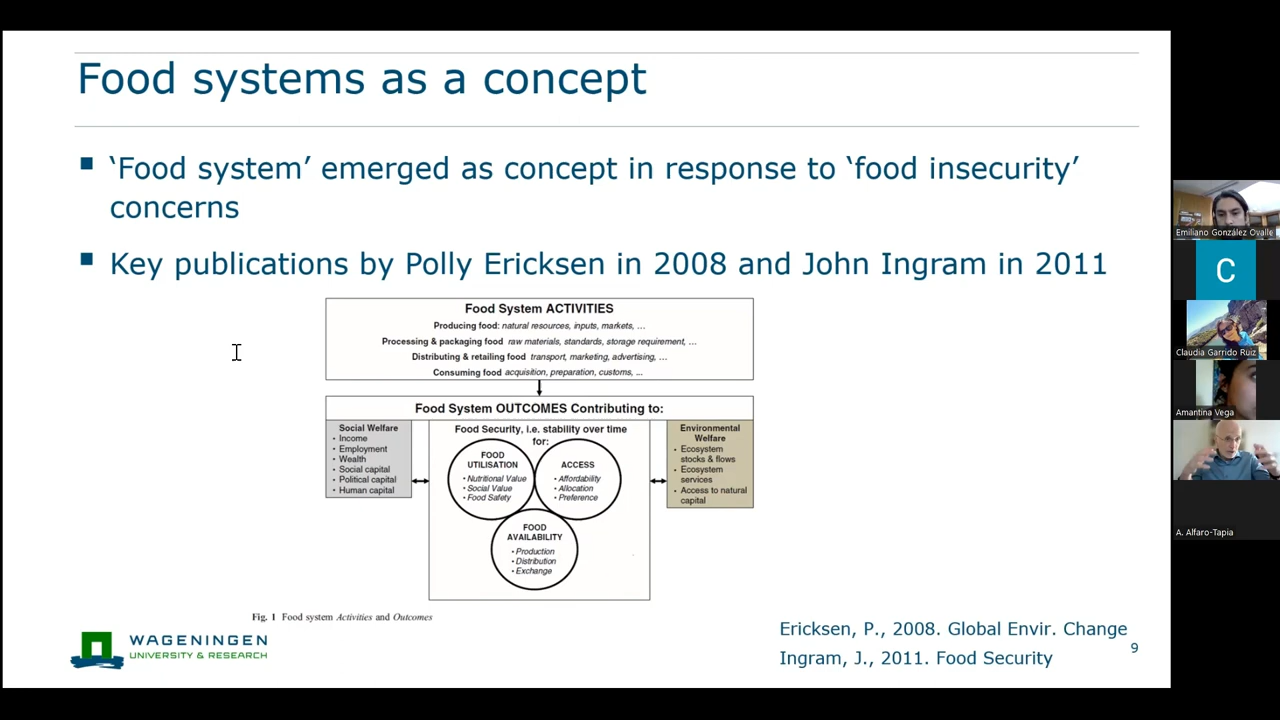 Food systems as a concept
▪ ‘Food system’ emerged as concept in response to ‘food insecurity’
concerns
▪ Key publications by Polly Ericksen in 2008 and John Ingram in 2011
Food System ACTIVITIES
Producing food: natural resources, inputs, markets, …
Processing & packaging food raw materials, standards, storage requirement, …
Distributing & retailing food transport, marketing, advertising, …
Consuming food acquisition, preparation, customs, ...
Food System OUTCOMES Contributing to:
Social Welfare
• Income
• Employment
• Wealth
• Social capital
• Political capital
• Human capital
Food Security, i.e. stability over time
for:
FOOD
UTILISATION
• Nutritional Value
• Social Value
• Food Safety
ACCESS
• Affordability
• Allocation
• Preference
FOOD
AVAILABILITY
• Production
• Distribution
• Exchange
Environmental
Welfare
• Ecosystem
stocks & flows
• Ecosystem
services
• Access to natural
capital
Fig. 1 Food system Activities and Outcomes
WAGENINGEN
UNIVERSITY & RESEARCH
Ericksen, P., 2008. Global Envir. Change
Ingram, J., 2011. Food Security
9
Emiliano González Ovalle
C
Claudia Garrido Ruiz
Amantina Vega
A. Alfaro-Tapia